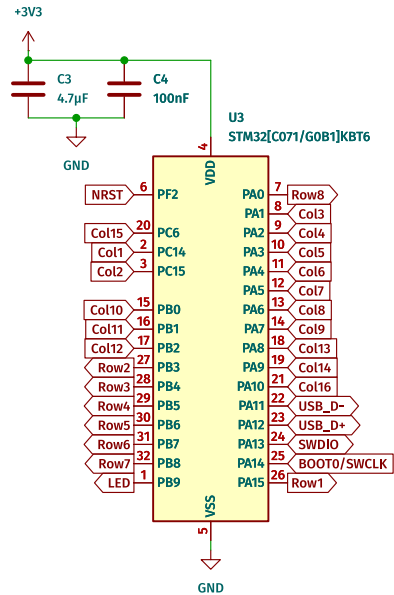 +3V3
C3
4.7µF
C4
100nF
GND
U3
STM32[C071/G0B1]KBT6
4
VDD
NRST 6 PF2
PA0 7 Row8
PA1 8 Col3
Col15 20 PC6
PA2 9 Col4
Col1 2 PC14
PA3 10 Col5
Col2 3 PC15
PA4 11 Col6
PA5 12 Col7
Col10 15 PB0
PA6 13 Col8
Col11 16 PB1
PA7 14 Col9
Col12 17 PB2
PA8 18 Col13
Row2 27 PB3
PA9 19 Col14
Row3 28 PB4
PA10 21 Col16
Row4 29 PB5
PA11 22 USB_D-
Row5 30 PB6
PA12 23 USB_D+
Row6 31 PB7
PA13 24 SWDIO
Row7 32 PB8
PA14 25 BOOT0/SWCLK
LED 1 PB9
PA15 26 Row1
VSS
5
GND